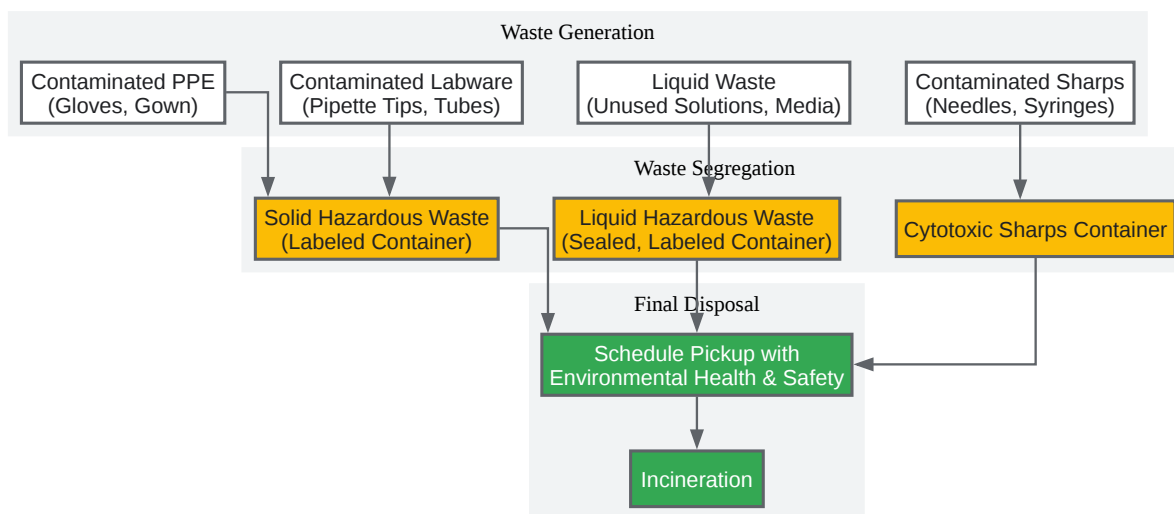 Waste Generation
Contaminated PPE
(Gloves, Gown)
Contaminated Labware
(Pipette Tips, Tubes)
Liquid Waste
(Unused Solutions, Media)
Contaminated Sharps
(Needles, Syringes)
Waste Segregation
Solid Hazardous Waste
(Labeled Container)
Liquid Hazardous Waste
(Sealed, Labeled Container)
Cytotoxic Sharps Container
Final Disposal
Schedule Pickup with
Environmental Health & Safety
Incineration